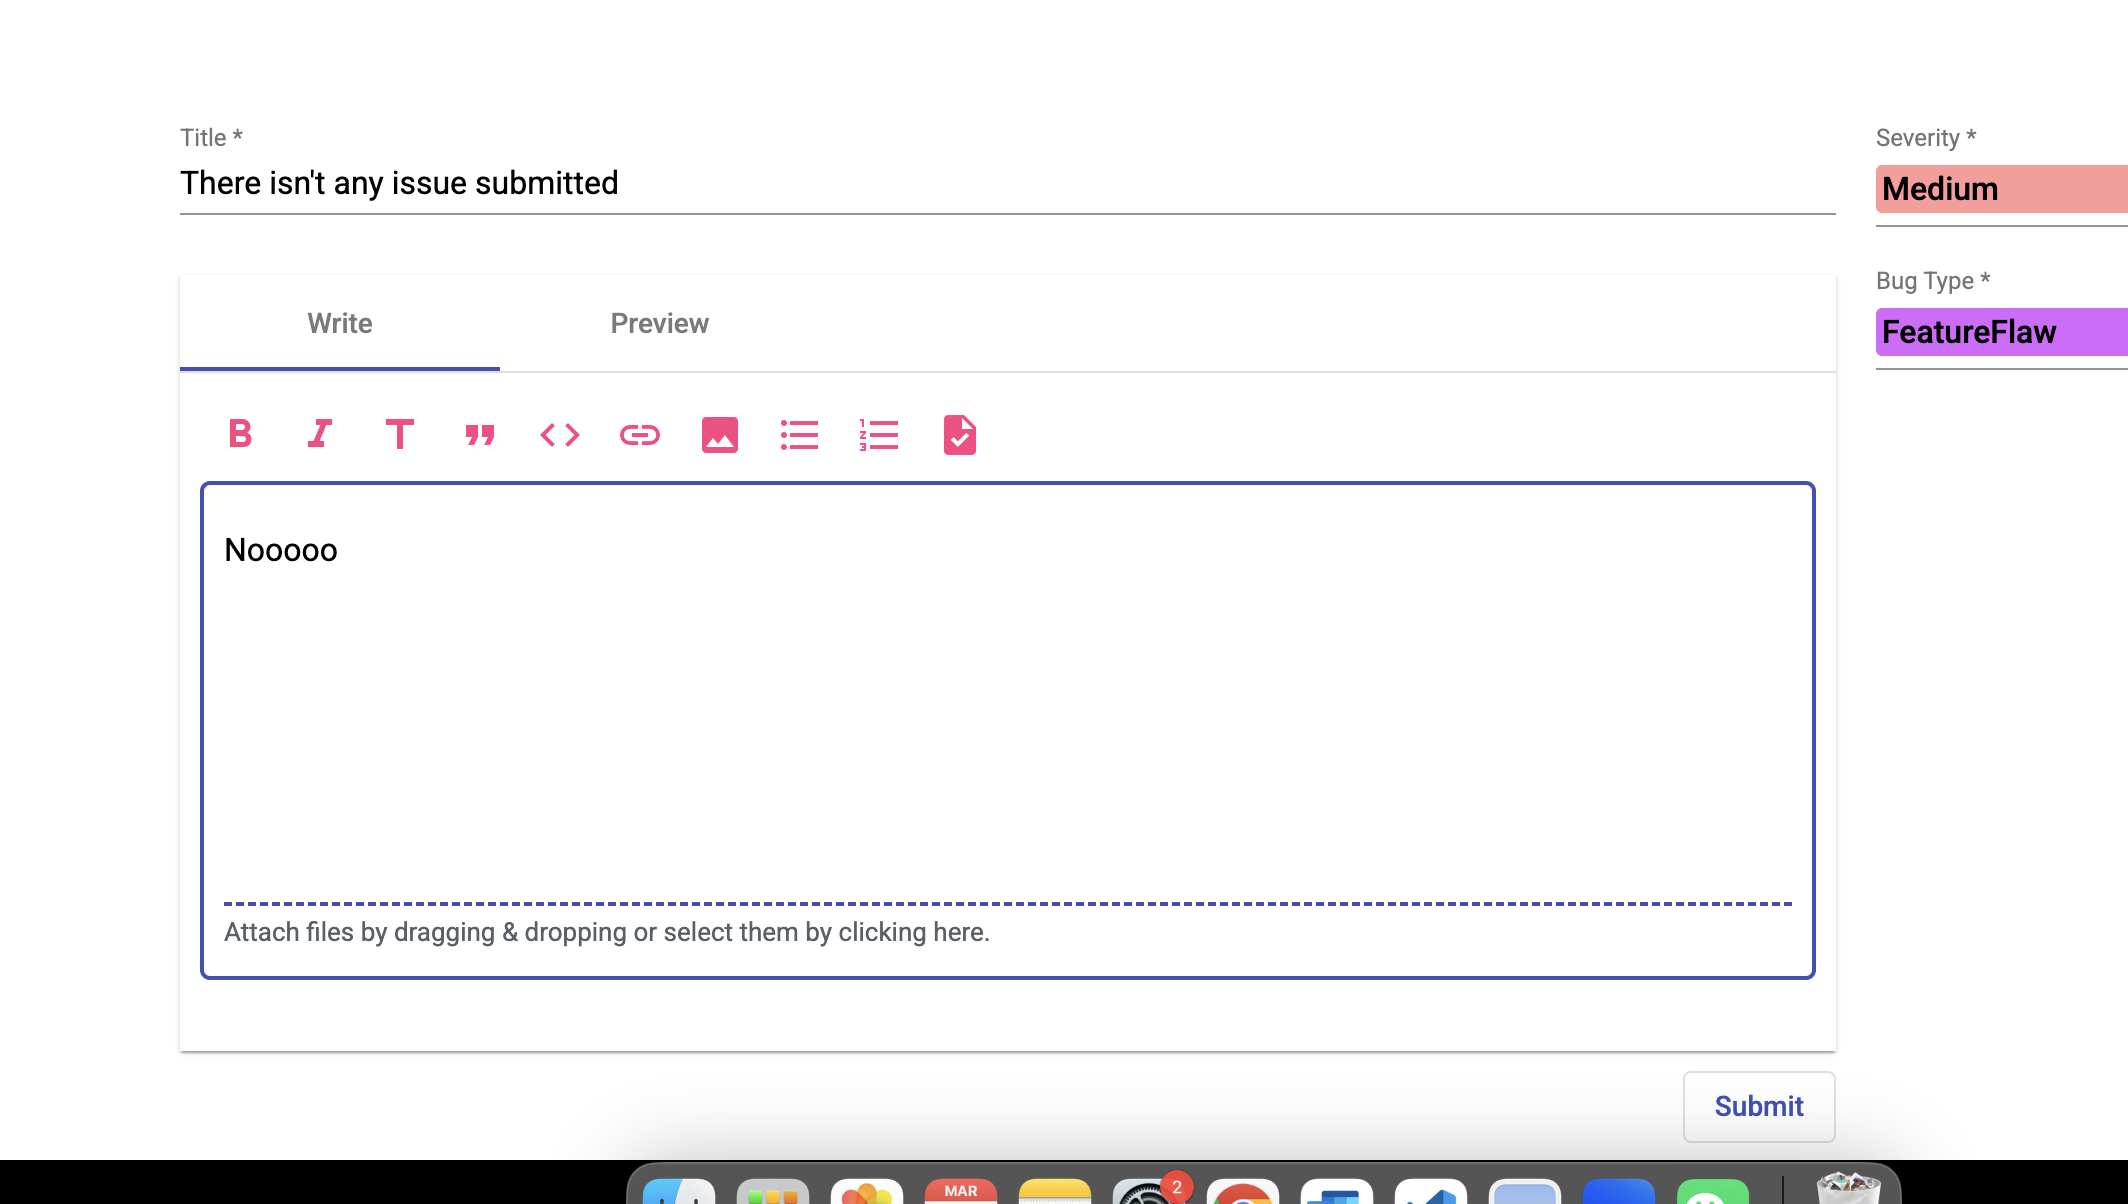 Title *
There isn't any issue submitted
Severity *
Medium
Bug Type *
FeatureFlaw
Write
Preview
Nooooo
Attach files by dragging & dropping or select them by clicking here.
Submit
MAR
2